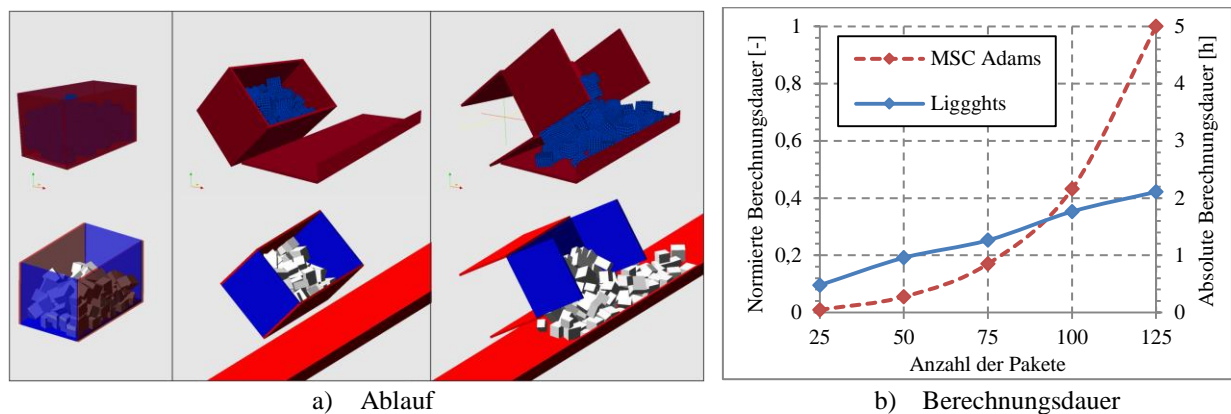 a) Ablauf
Normierte Berechnungsdauer [-]
1
0,8
0,6
0,4
0,2
0
MSC Adams
Liggghts
5
4
3
2
1
0
Absolute Berechnungsdauer [h]
25 50 75 100 125
Anzahl der Pakete
b) Berechnungsdauer